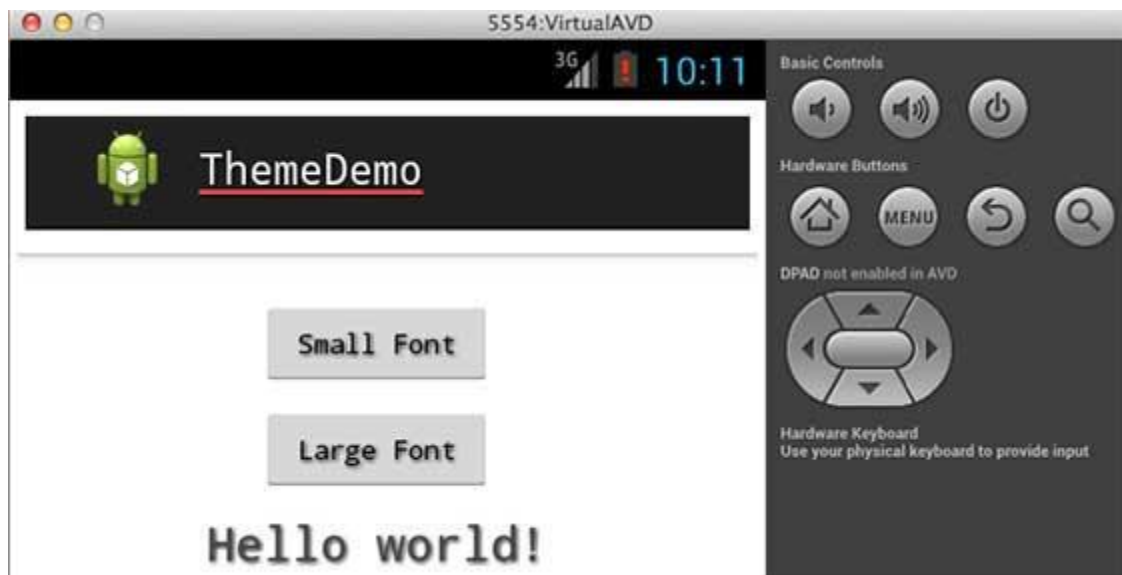 5554:VirtualAVD
3G 10:11
ThemeDemo
Small Font
Large Font
Hello world!
Basic Controls
Hardware Buttons
MENU
DPAD not enabled in AVD
Hardware Keyboard
Use your physical keyboard to provide input